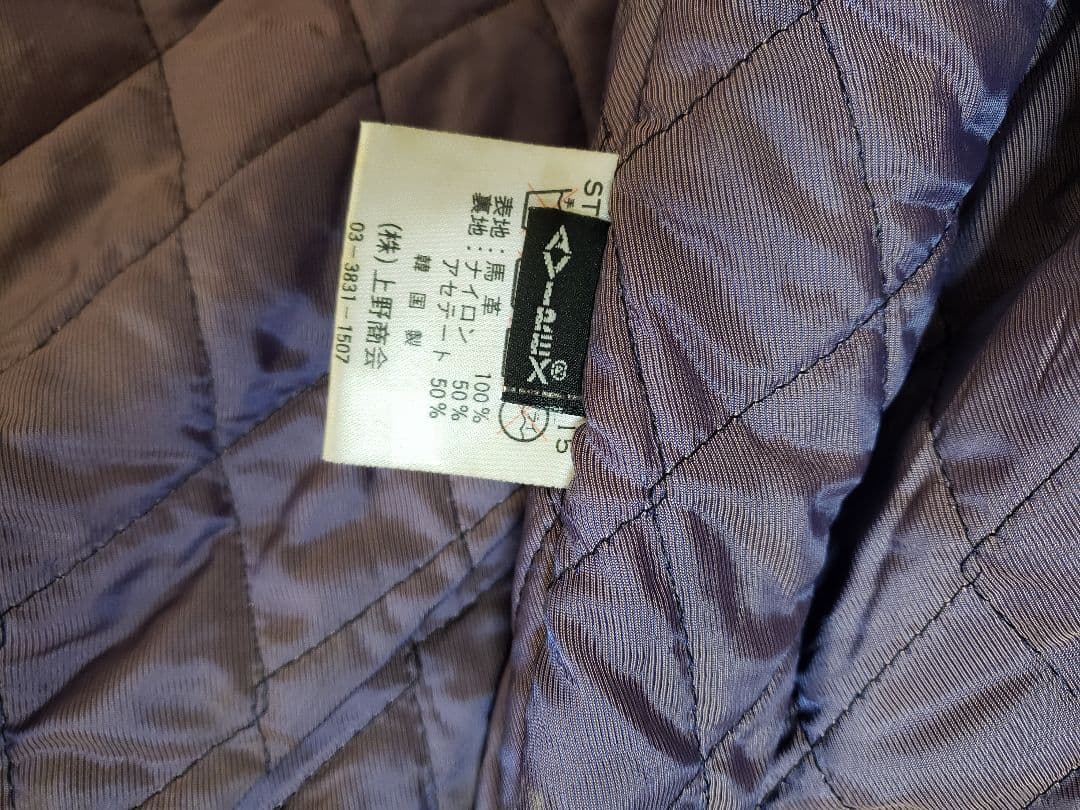 ST
15
表地：馬革 100%
裏地：ナイロン 50%
アセテート 50%
韓国製
(株)上野商会
03-3831-1507